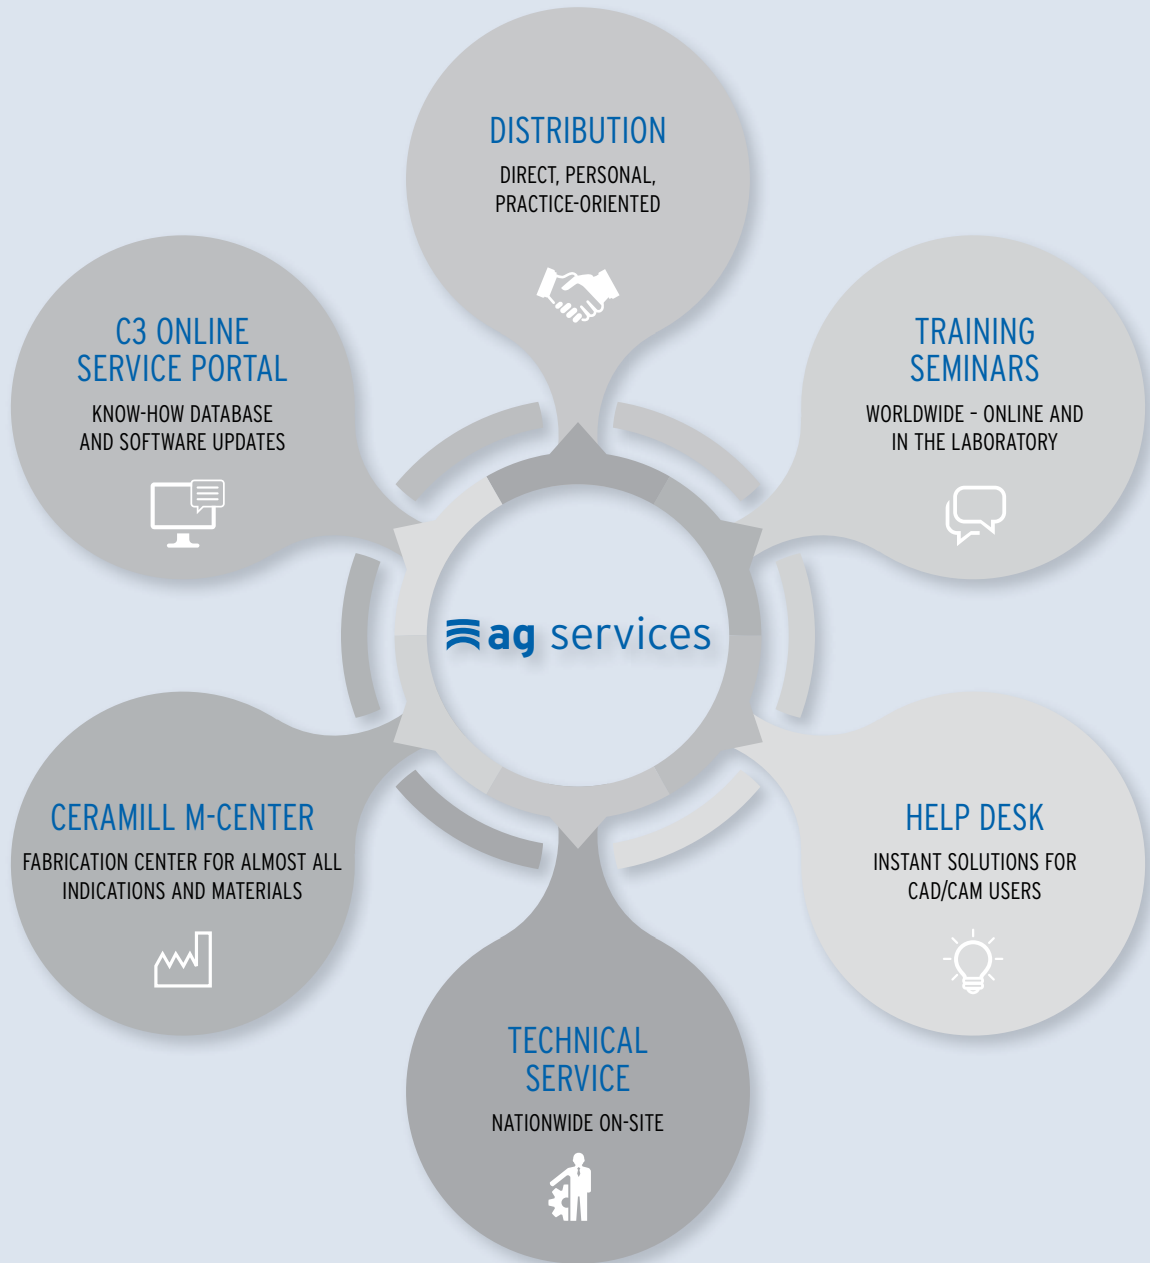 DISTRIBUTION
DIRECT, PERSONAL,
PRACTICE-ORIENTED
C3 ONLINE
SERVICE PORTAL
KNOW-HOW DATABASE
AND SOFTWARE UPDATES
TRAINING
SEMINARS
WORLDWIDE – ONLINE AND
IN THE LABORATORY
ag services
CERAMILL M-CENTER
FABRICATION CENTER FOR ALMOST ALL
INDICATIONS AND MATERIALS
HELP DESK
INSTANT SOLUTIONS FOR
CAD/CAM USERS
TECHNICAL
SERVICE
NATIONWIDE ON-SITE